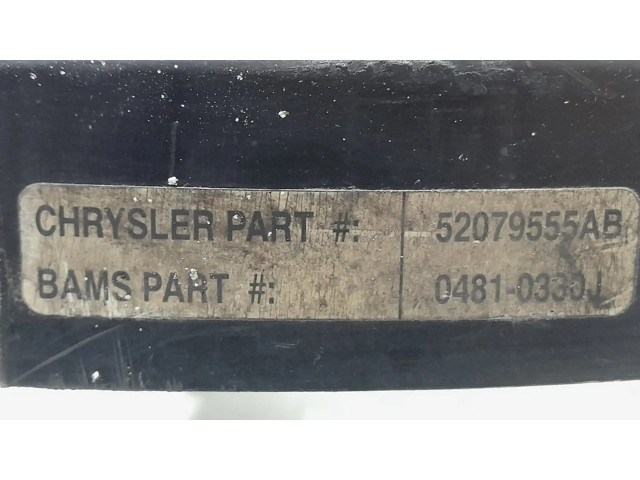 CHRYSLER PART #: 52079555AB
BAMS PART #: 0481-0330J